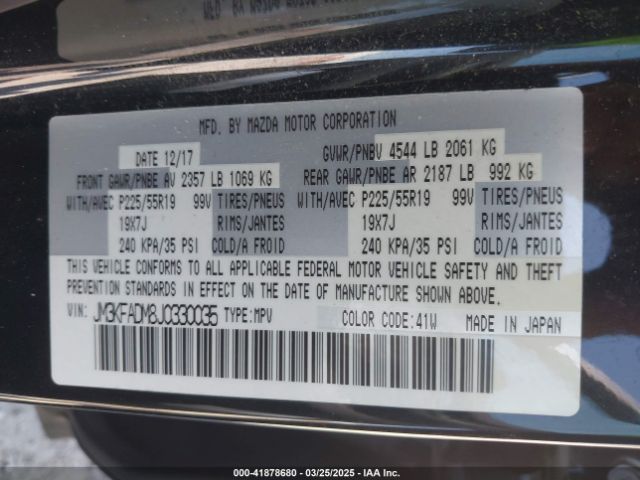 MFD. BY MAZDA MOTOR CORPORATION
DATE 12/17 GVWR/PNBV 4544 LB 2061 KG
FRONT GAWR/PNBE AV 2357 LB 1069 KG REAR GAWR/PNBE AR 2187 LB 992 KG
WITH/AVEC P225/55R19 99V TIRES/PNEUS WITH/AVEC P225/55R19 99V TIRES/PNEUS
19X7J RIMS/JANTES 19X7J RIMS/JANTES
240 KPA/35 PSI COLD/A FROID 240 KPA/35 PSI COLD/A FROID
THIS VEHICLE CONFORMS TO ALL APPLICABLE FEDERAL MOTOR VEHICLE SAFETY AND THEFT
PREVENTION STANDARDS IN EFFECT ON THE DATE OF MANUFACTURE SHOWN ABOVE.
VIN: JM3KFADM8J0330035 TYPE:MPV COLOR CODE:41W MADE IN JAPAN
000-41878680 - 03/25/2025 - IAA Inc.